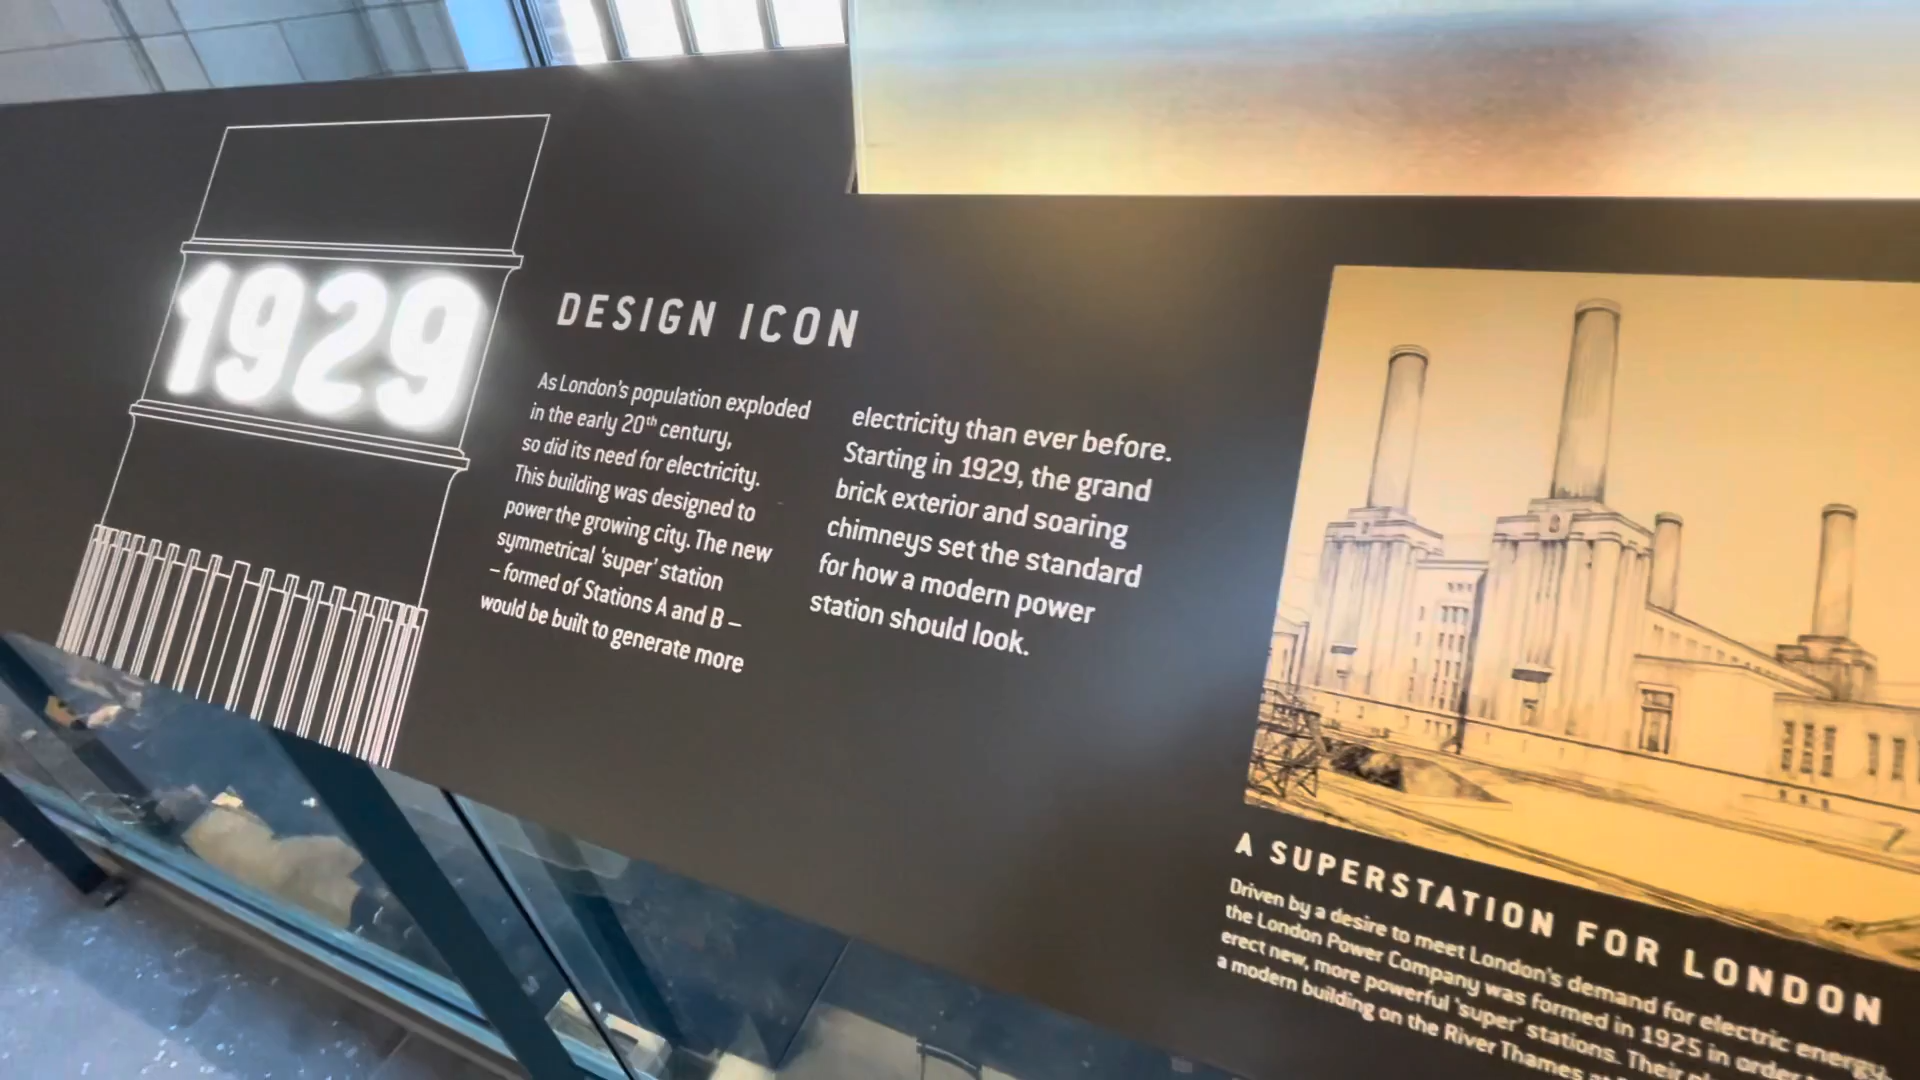 1929
DESIGN ICON
As London's population exploded
in the early 20th century,
so did its need for electricity.
This building was designed to
power the growing city. The new
symmetrical 'super' station
– formed of Stations A and B –
would be built to generate more
electricity than ever before.
Starting in 1929, the grand
brick exterior and soaring
chimneys set the standard
for how a modern power
station should look.
A SUPERSTATION FOR LONDON
Driven by a desire to meet London's demand for electric energy,
the London Power Company was formed in 1925 in order
erect new, more powerful 'super' stations. Their
a modern building on the River Thames